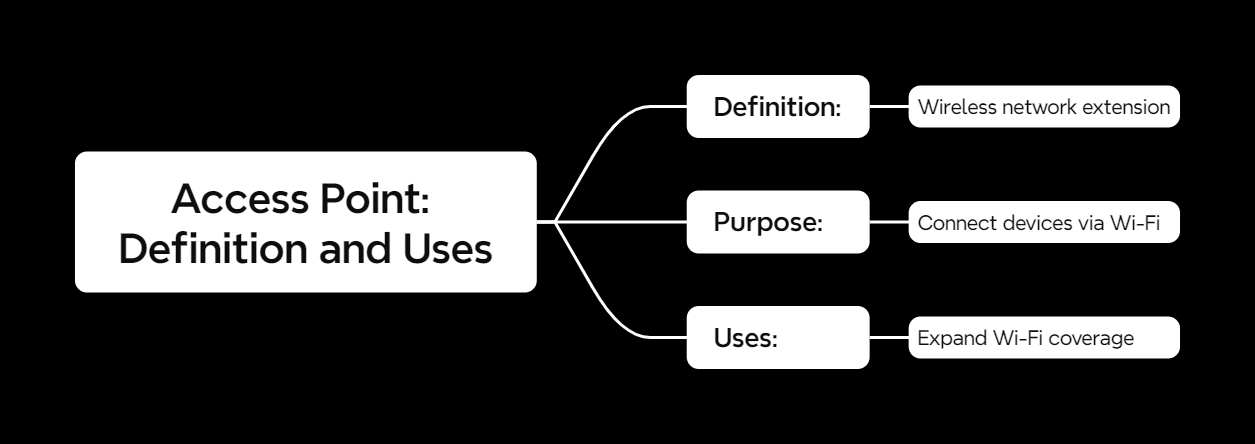 Access Point:
Definition and Uses
Definition:
Wireless network extension
Purpose:
Connect devices via Wi-Fi
Uses:
Expand Wi-Fi coverage